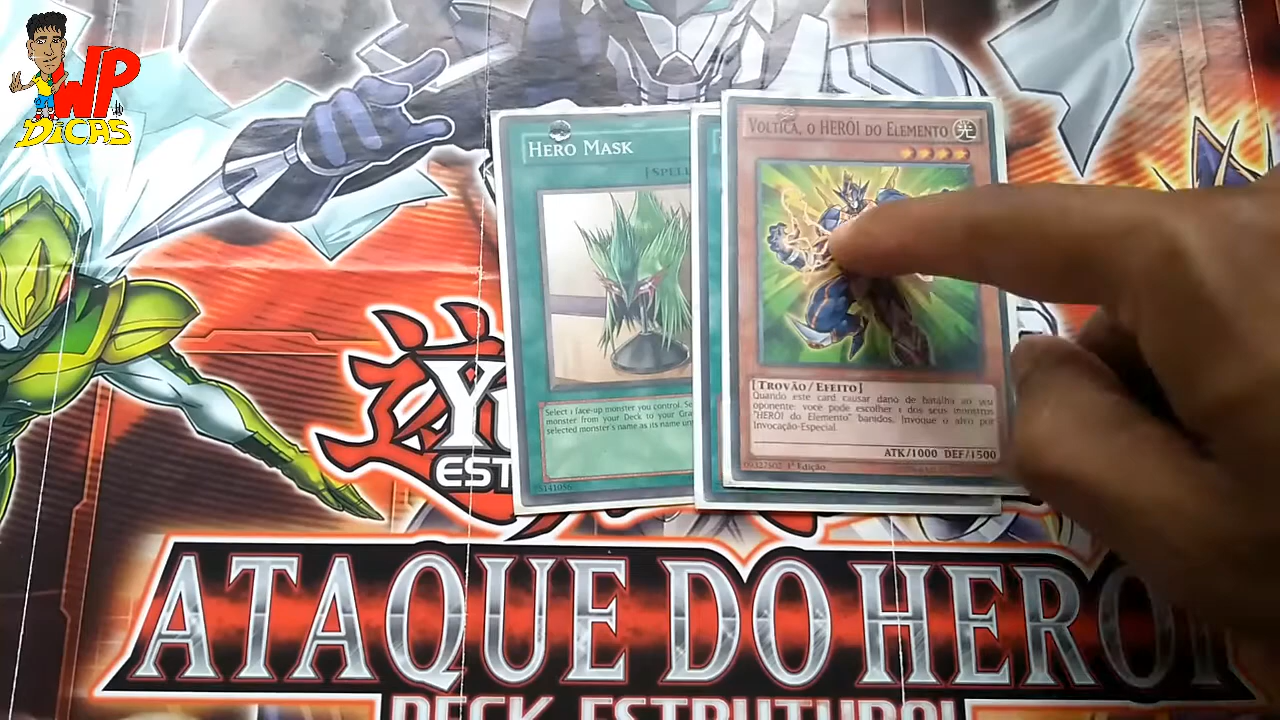 WP
DiCAS
HERO MASK
[SPELL
Select 1 face-up monster you control. Se
monster from your Deck to your Gra
selected monster's name as its name un
VOLTICA, O HERÓI DO ELEMENTO
光
[TROVÃO/EFEITO]
Quando este card causar dano de batalha ao seu
oponente: você pode escolher 1 dos seus monstros
"HERÓI do Elemento" banidos. Invoque o alvo por
Invocação-Especial.
ATK/1000 DEF/1500
1ª Edição
ATAQUE DO HERÓI
DECK ESTRUTURAL